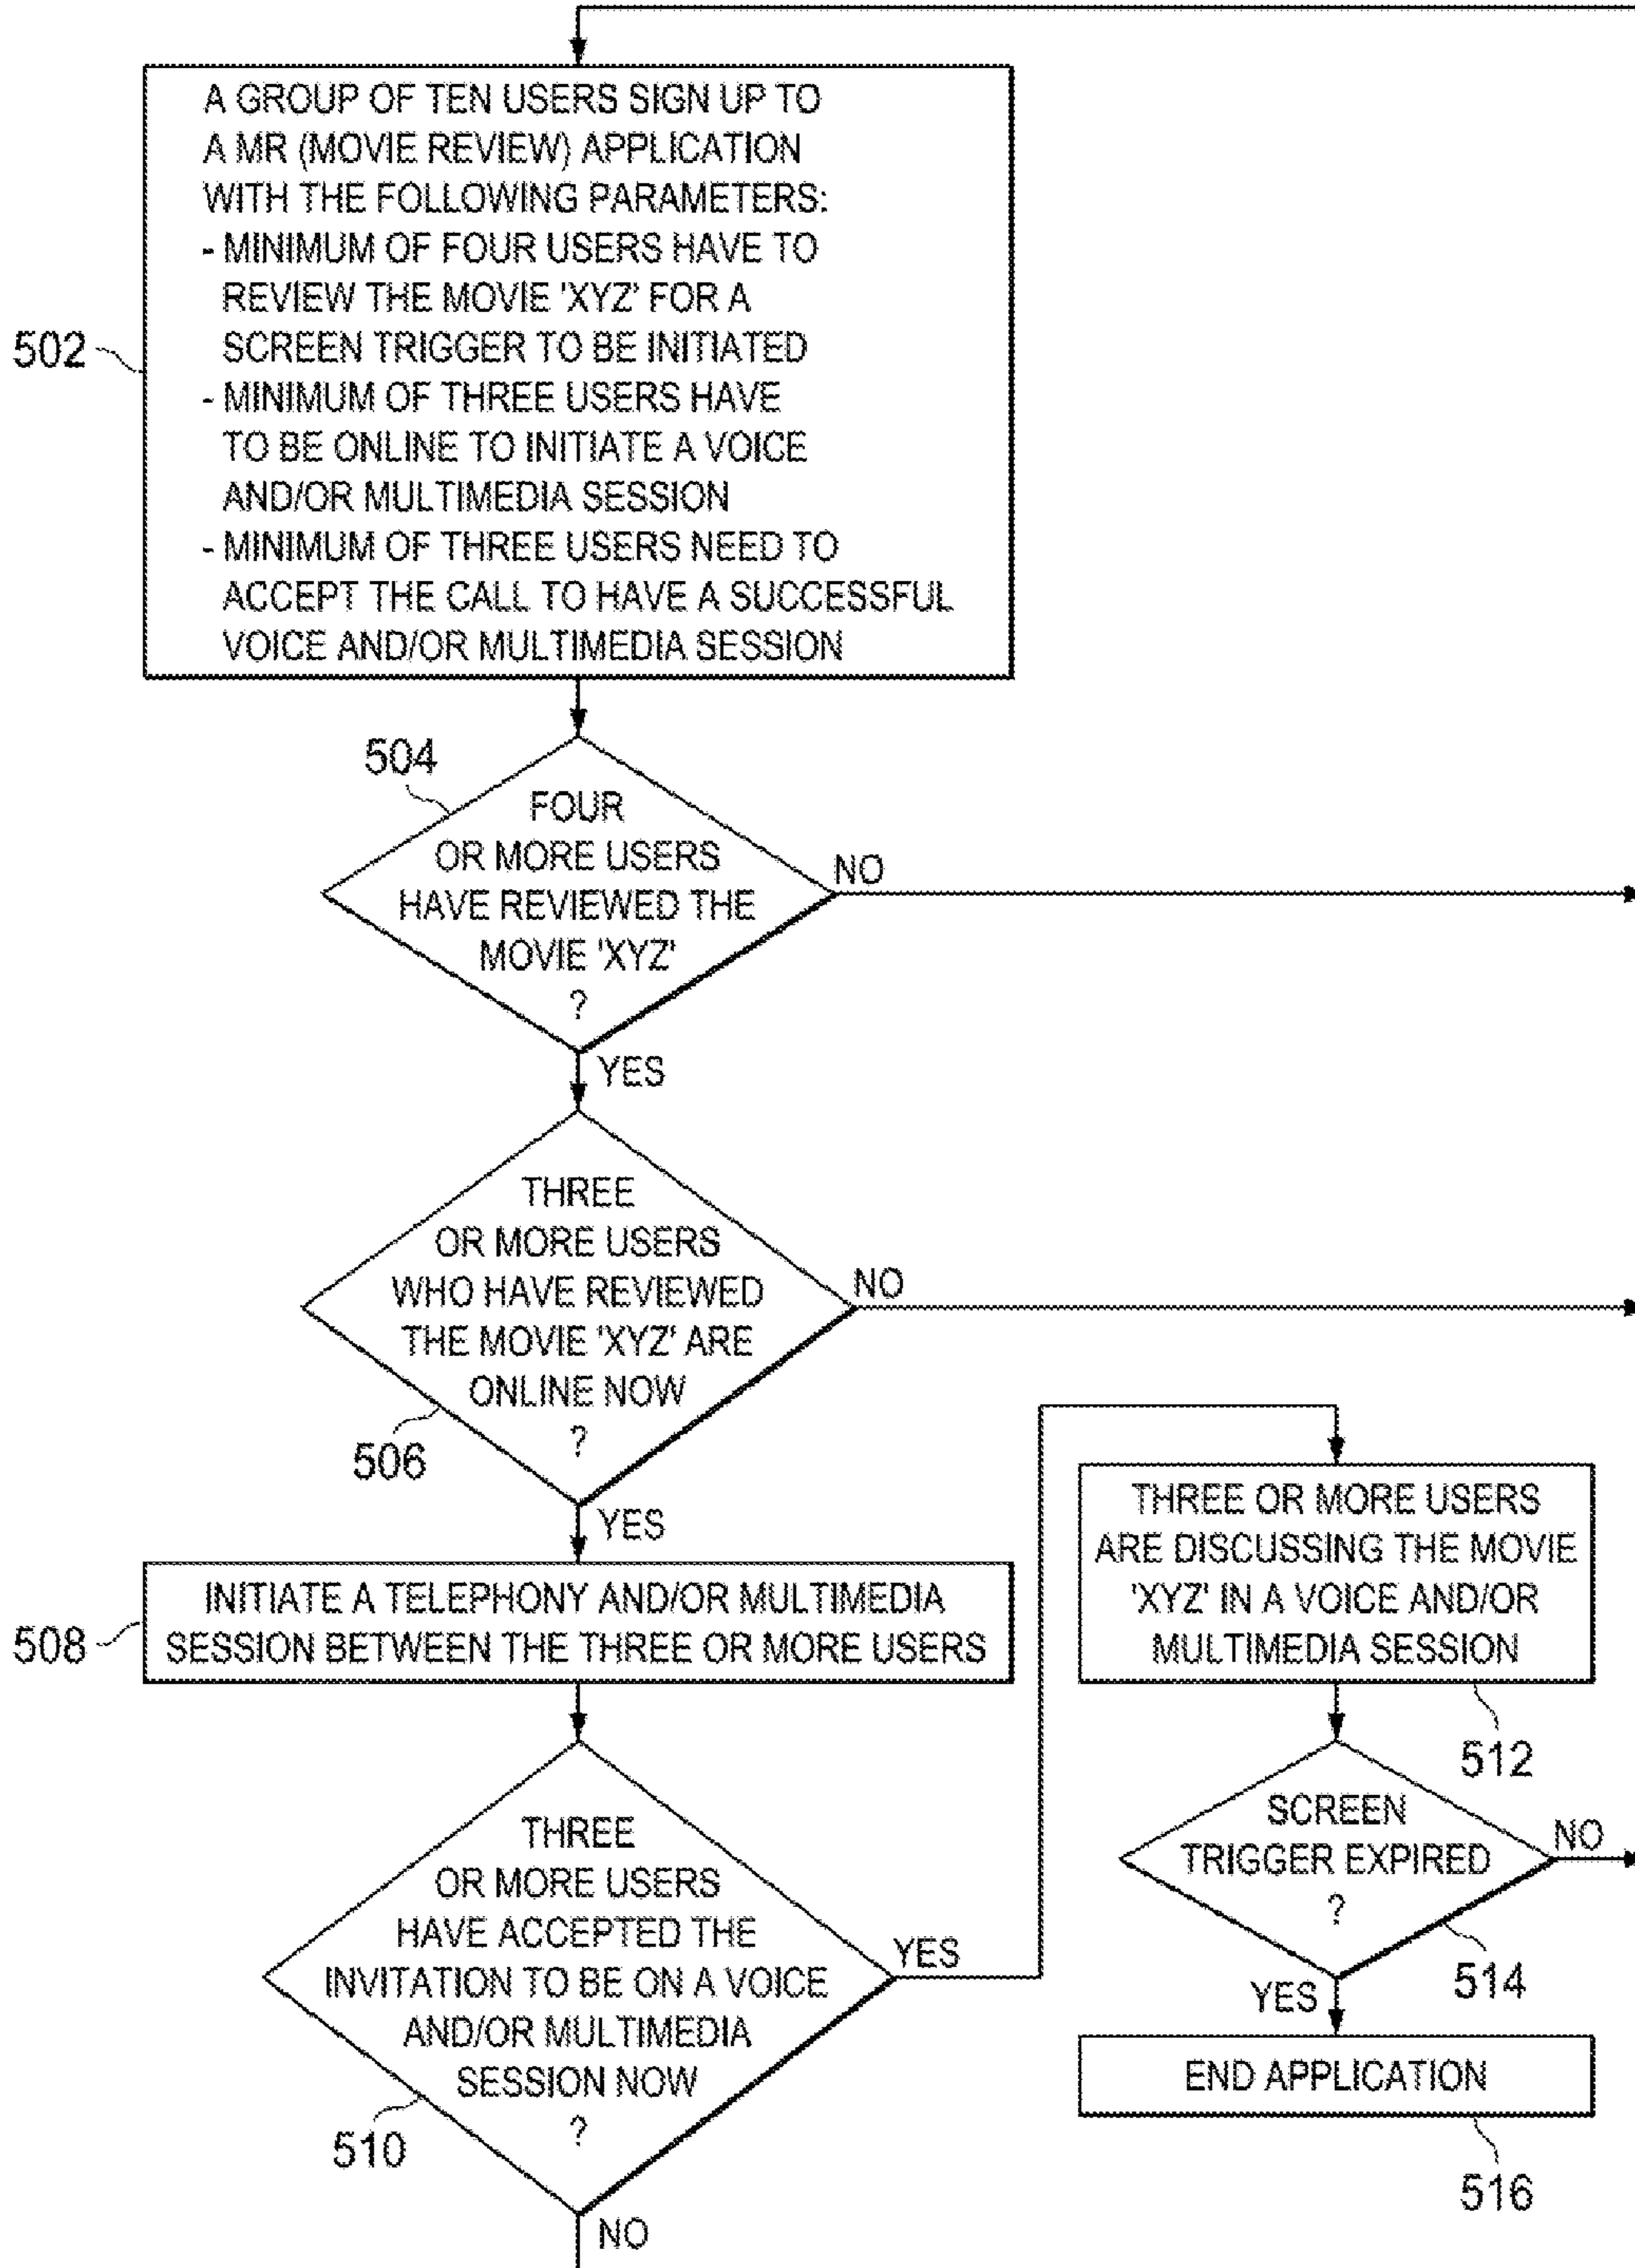 A GROUP OF TEN USERS SIGN UP TO
A MR (MOVIE REVIEW) APPLICATION
WITH THE FOLLOWING PARAMETERS:
- MINIMUM OF FOUR USERS HAVE TO
REVIEW THE MOVIE 'XYZ' FOR A
SCREEN TRIGGER TO BE INITIATED
- MINIMUM OF THREE USERS HAVE
TO BE ONLINE TO INITIATE A VOICE
AND/OR MULTIMEDIA SESSION
- MINIMUM OF THREE USERS NEED TO
ACCEPT THE CALL TO HAVE A SUCCESSFUL
VOICE AND/OR MULTIMEDIA SESSION
502
504
FOUR
OR MORE USERS
HAVE REVIEWED THE
MOVIE 'XYZ'
?
NO
YES
THREE
OR MORE USERS
WHO HAVE REVIEWED
THE MOVIE 'XYZ' ARE
ONLINE NOW
?
NO
506
YES
INITIATE A TELEPHONY AND/OR MULTIMEDIA
SESSION BETWEEN THE THREE OR MORE USERS
508
THREE
OR MORE USERS
HAVE ACCEPTED THE
INVITATION TO BE ON A VOICE
AND/OR MULTIMEDIA
SESSION NOW
?
YES
510
NO
THREE OR MORE USERS
ARE DISCUSSING THE MOVIE
'XYZ' IN A VOICE AND/OR
MULTIMEDIA SESSION
512
SCREEN
TRIGGER EXPIRED
?
NO
514
YES
END APPLICATION
516